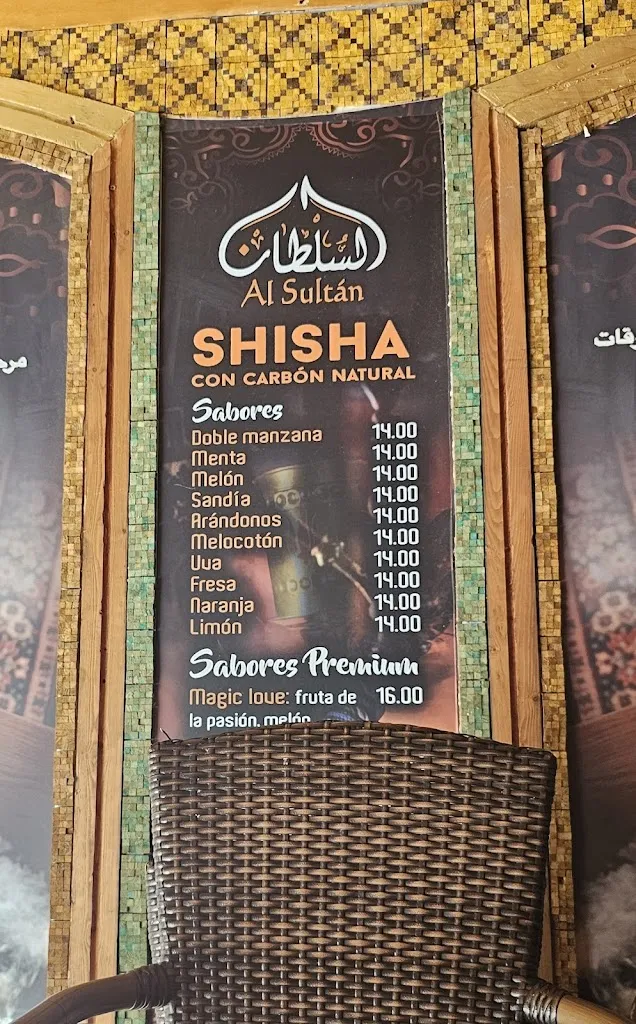 السلطان
Al Sultán
SHISHA
CON CARBÓN NATURAL
Sabores
Doble manzana 14.00
Menta 14.00
Melón 14.00
Sandía 14.00
Arándonos 14.00
Melocotón 14.00
Uva 14.00
Fresa 14.00
Naranja 14.00
Limón 14.00
Sabores Premium
Magic love: fruta de 16.00
la pasión, melón